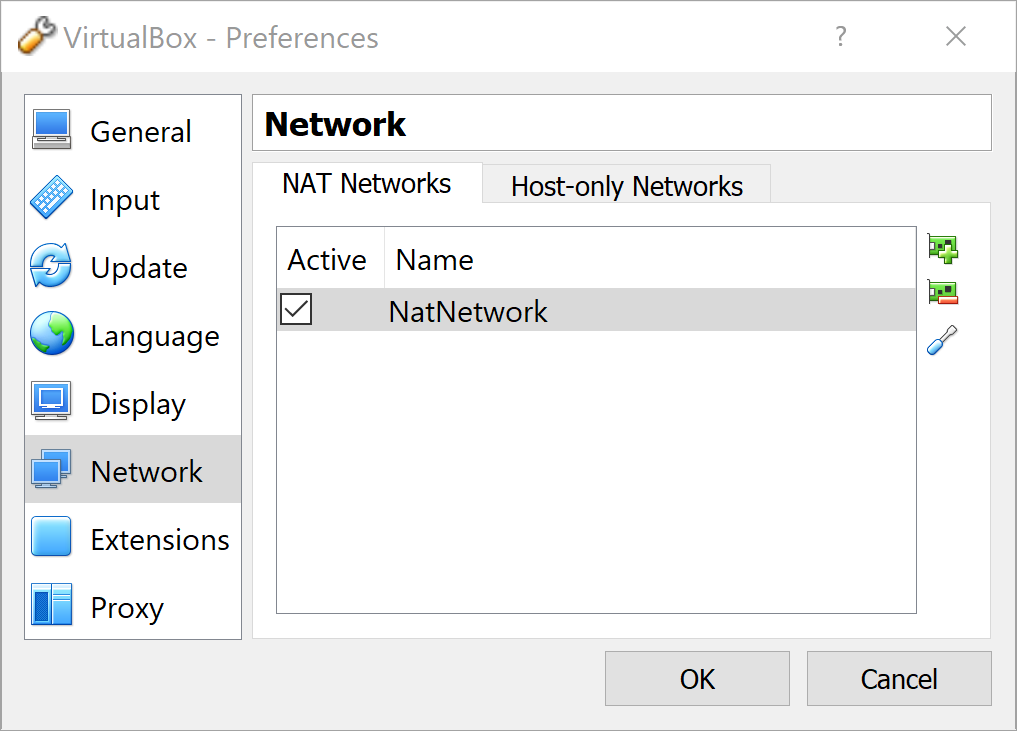 VirtualBox - Preferences
?
General
Input
Update
Language
Display
Network
Extensions
Proxy
Network
NAT Networks
Host-only Networks
Active Name
NatNetwork
OK Cancel